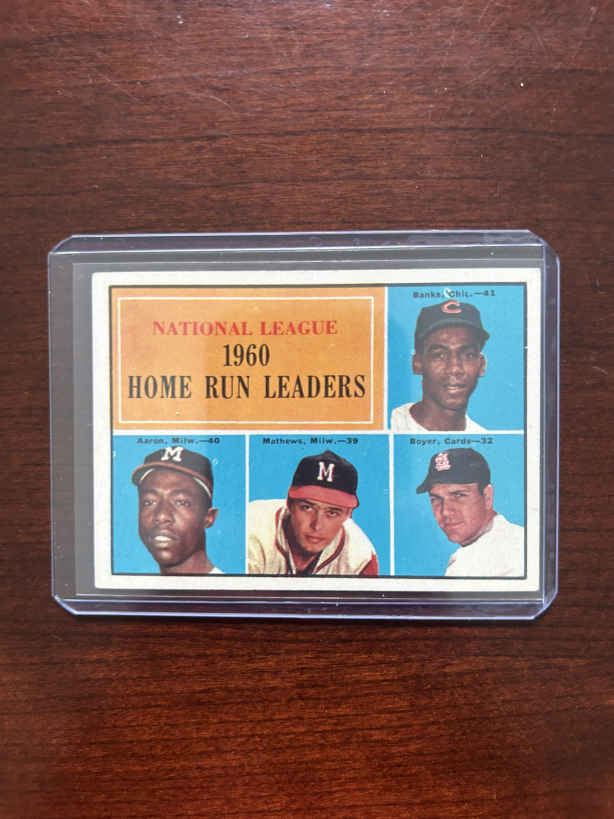 Banks, Chic.—41
NATIONAL LEAGUE
1960
HOME RUN LEADERS
Aaron, Milw.—40
Mathews, Milw.—39
Boyer, Cards—32
C
M
M